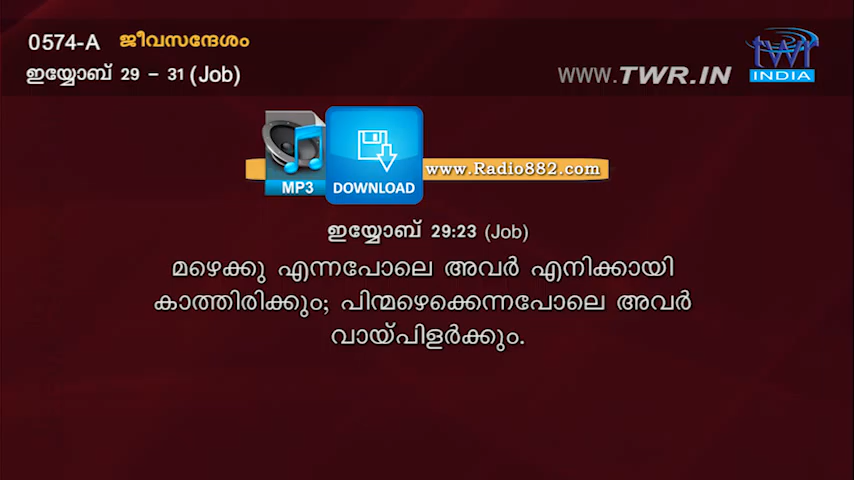 0574-A ജീവസന്ദേശം
ഇയ്യോബ് 29 – 31 (Job)
WWW.TWR.IN
twr
INDIA
MP3
DOWNLOAD
www.Radio882.com
ഇയ്യോബ് 29:23 (Job)
മഴെക്കു എന്നപോലെ അവർ എനിക്കായി
കാത്തിരിക്കും; പിന്മഴെക്കെന്നപോലെ അവർ
വായ്പിളർക്കും.